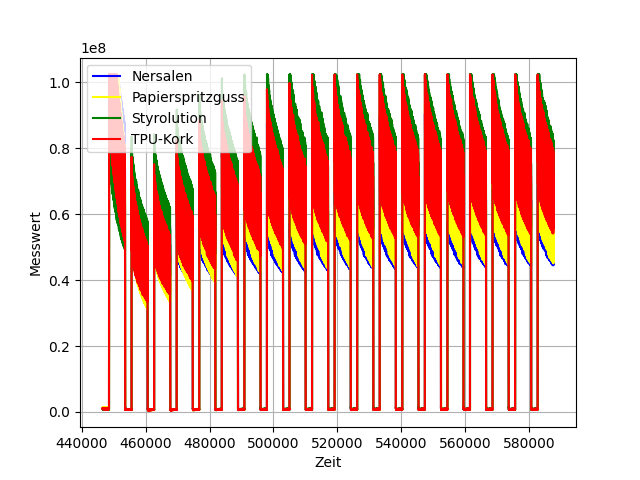 1e8
1.0
0.8
0.6
0.4
0.2
0.0
Messwert
Nersalen
Papierspritzguss
Styrolution
TPU-Kork
440000 460000 480000 500000 520000 540000 560000 580000
Zeit